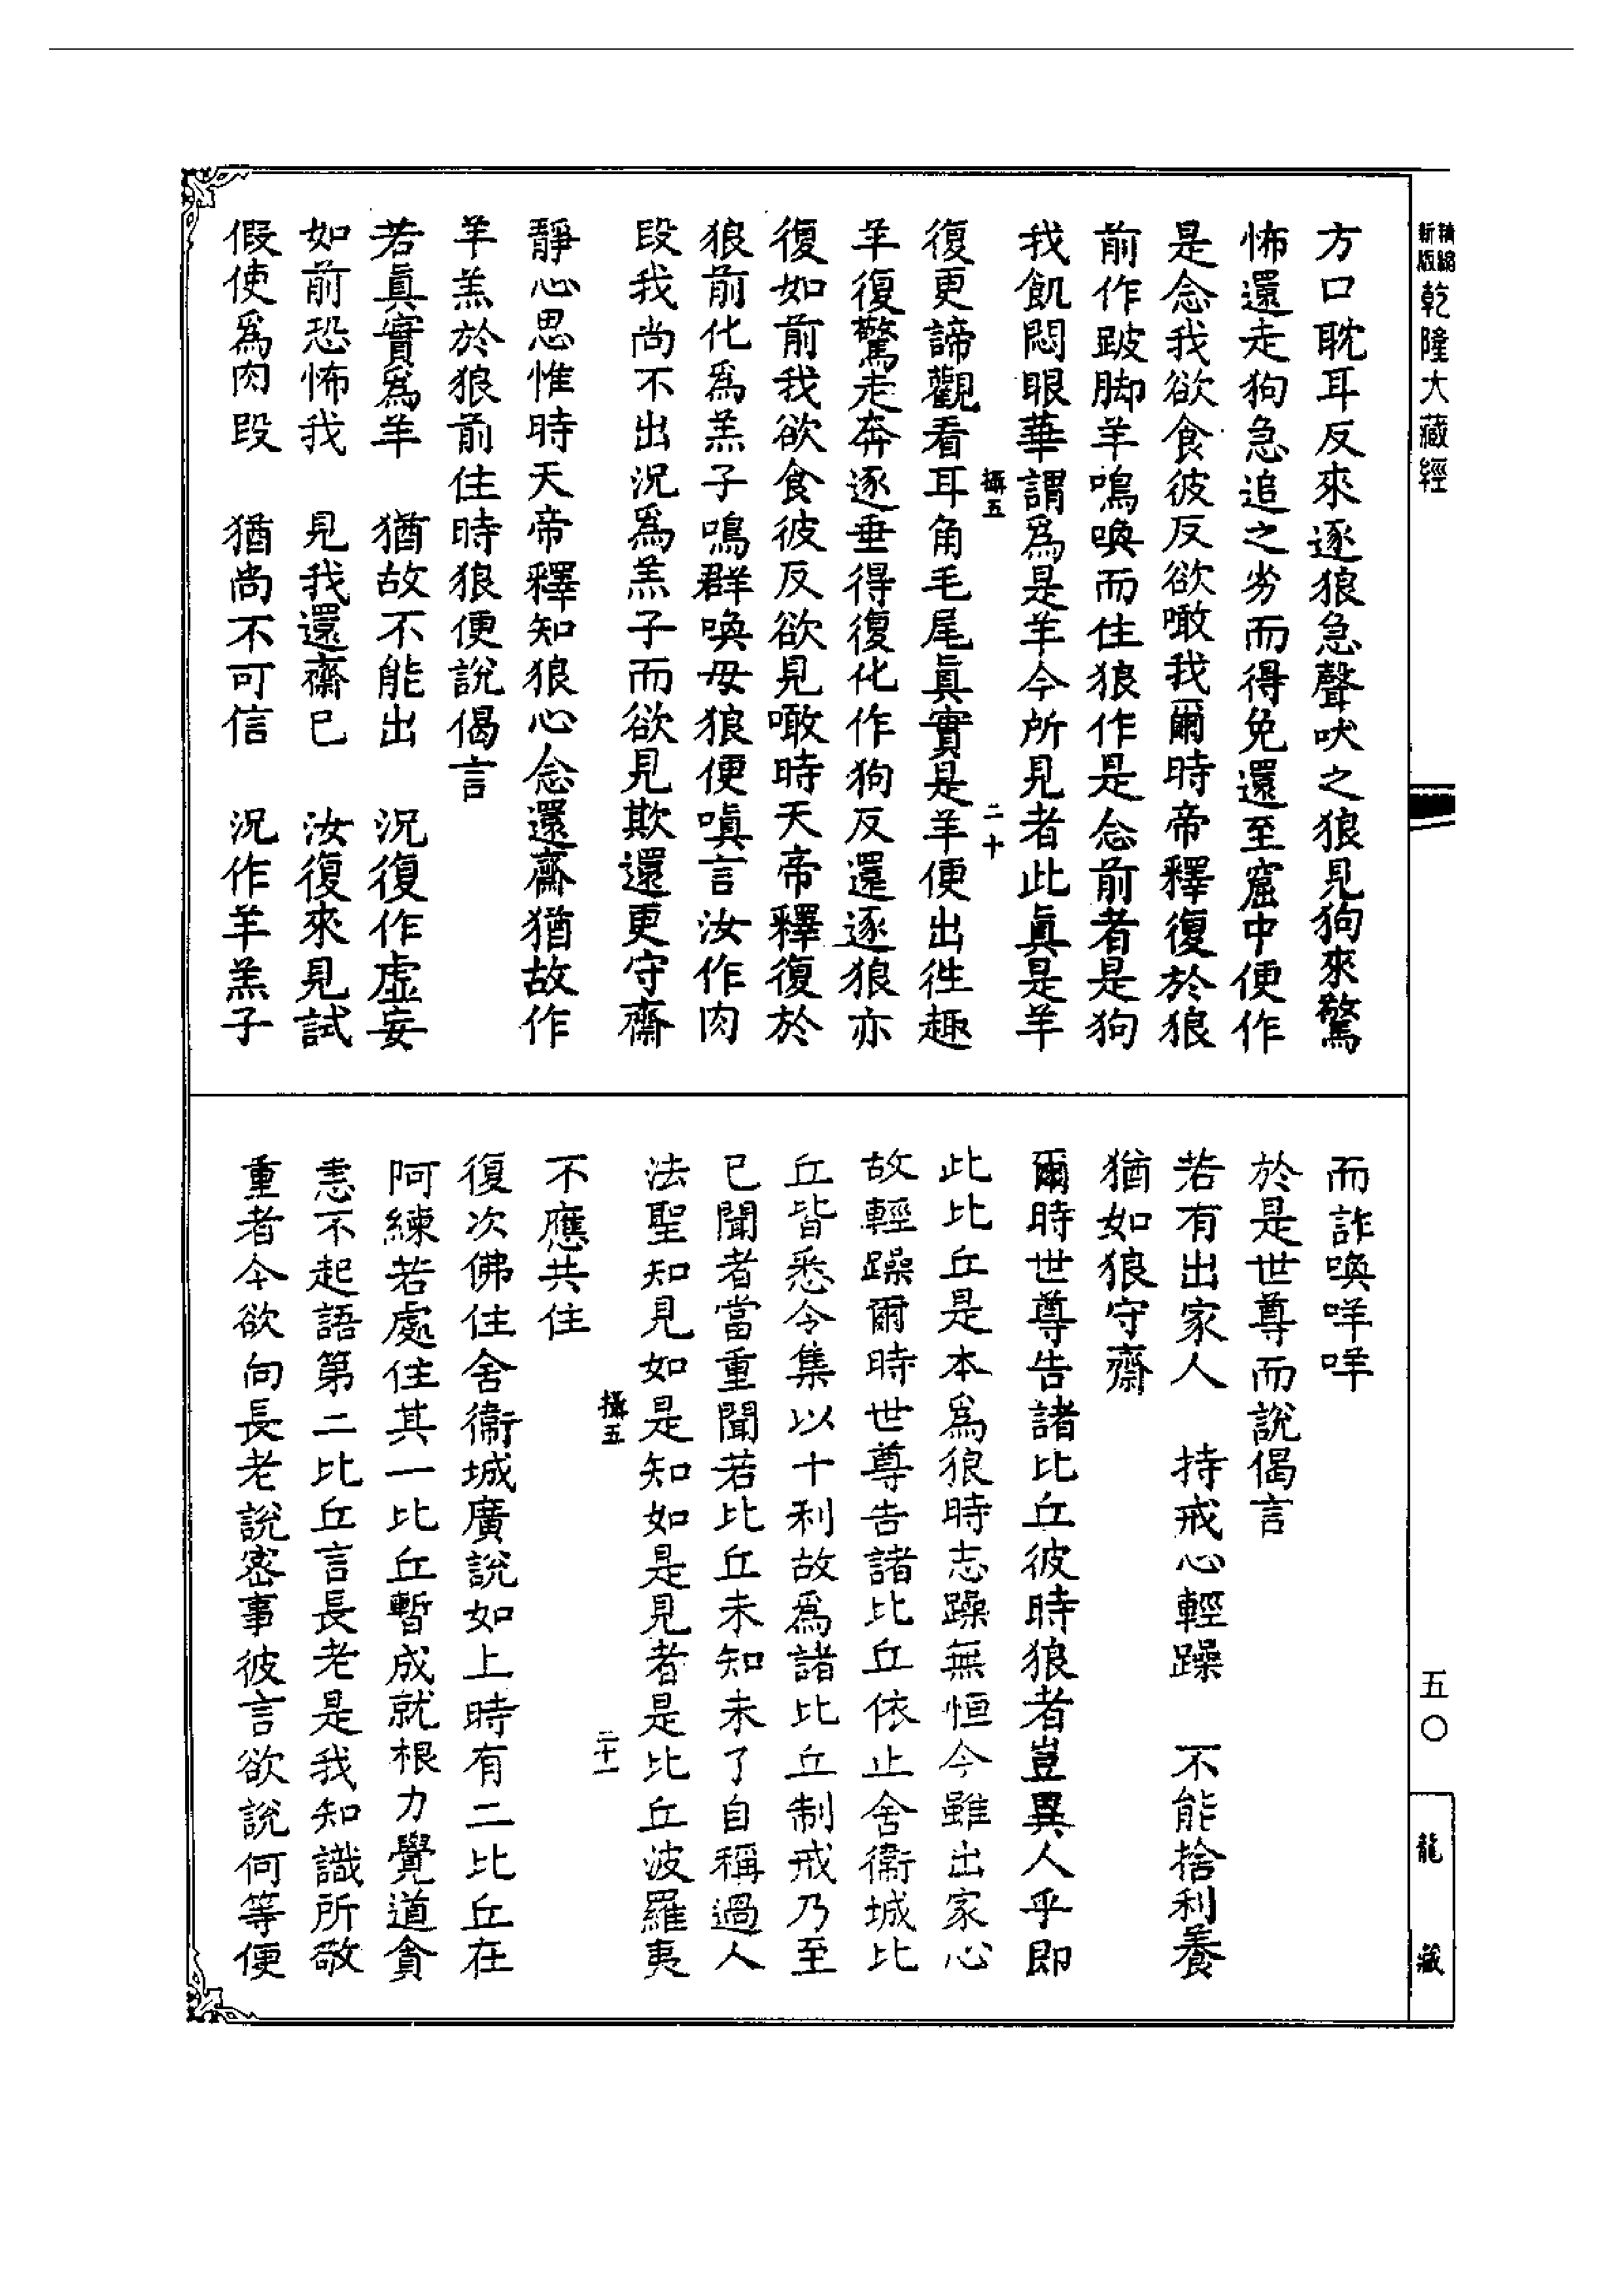 新版精縮乾隆大藏經
五〇
龍藏
方口耽耳反來逐狼急聲吠之狼見狗來驚
怖還走狗急追之劣而得免還至窟中便作
是念我欲食彼反欲噉我爾時帝釋復於狼
前作跛脚羊鳴喚而住狼作是念前者是狗
我飢悶眼華謂爲是羊今所見者此真是羊
攝五
二十
復更諦觀看耳角毛尾真實是羊便出徃趣
羊復驚走奔逐垂得復化作狗反還逐狼亦
復如前我欲食彼反欲見噉時天帝釋復於
狼前化爲羔子鳴群喚母狼便嗔言汝作肉
段我尚不出況爲羔子而欲見欺還更守齋
靜心思惟時天帝釋知狼心念還齋猶故作
羊羔於狼前住時狼便說偈言
若真實爲羊　猶故不能出　況復作虛妄
如前恐怖我　見我還齋已　汝復來見試
假使爲肉段　猶尚不可信　況作羊羔子
而詐喚咩咩
於是世尊而說偈言
若有出家人　持戒心輕躁　不能捨利養
猶如狼守齋
爾時世尊告諸比丘彼時狼者豈異人乎即
此比丘是本爲狼時志躁無恒今雖出家心
故輕躁爾時世尊告諸比丘依止舍衞城比
丘皆悉令集以十利故爲諸比丘制戒乃至
已聞者當重聞若比丘未知未了自稱過人
法聖知見如是知如是見者是比丘波羅夷
攝五
二十一
不應共住
復次佛住舍衞城廣說如上時有二比丘在
阿練若處住其一比丘暫成就根力覺道貪
恚不起語第二比丘言長老是我知識所敬
重者今欲向長老說密事彼言欲說何等便